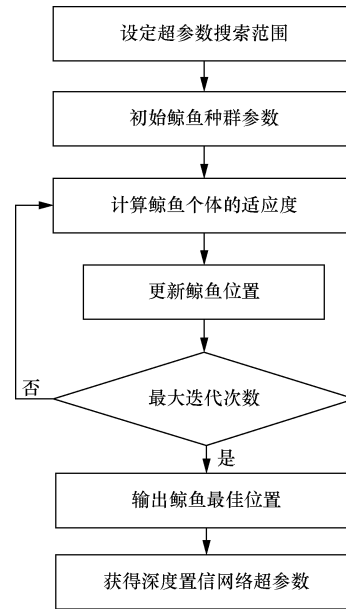 设定超参数搜索范围
初始鲸鱼种群参数
计算鲸鱼个体的适应度
更新鲸鱼位置
否
最大迭代次数
是
输出鲸鱼最佳位置
获得深度置信网络超参数